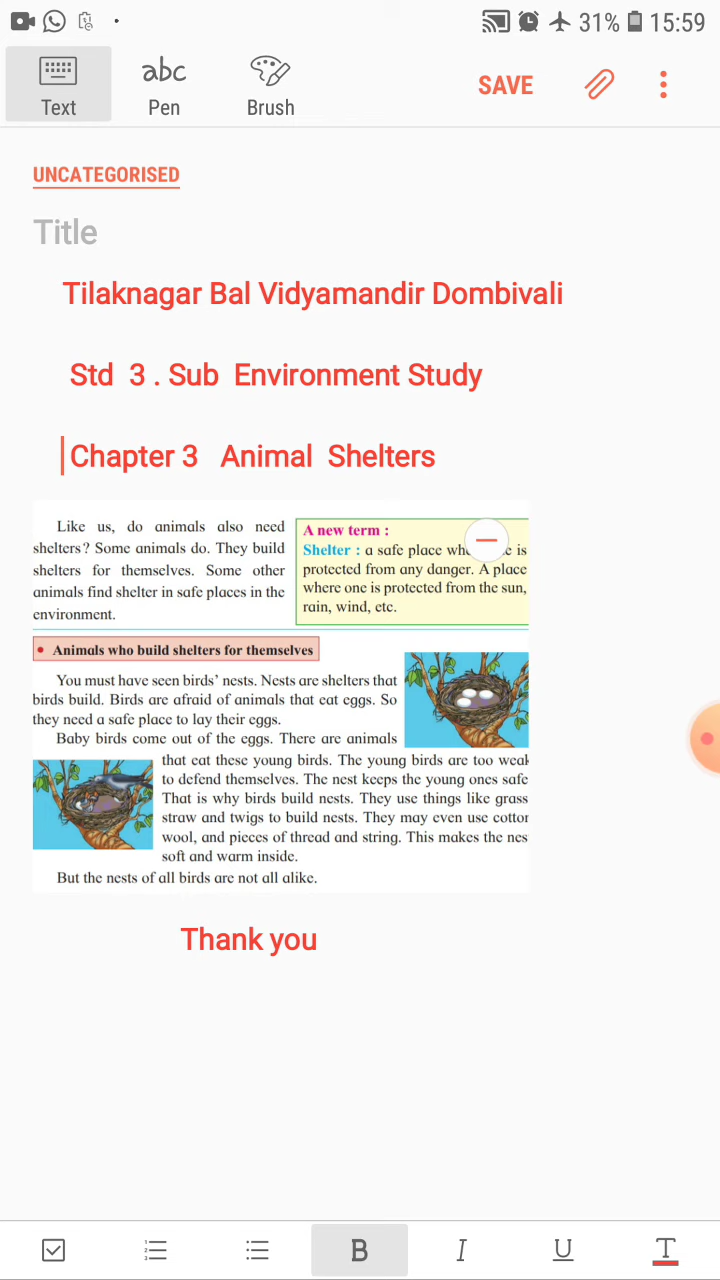 31% 15:59
Text
abc
Pen
Brush
SAVE
UNCATEGORISED
Title
Tilaknagar Bal Vidyamandir Dombivali
Std 3 . Sub Environment Study
Chapter 3 Animal Shelters
Like us, do animals also need
shelters? Some animals do. They build
shelters for themselves. Some other
animals find shelter in safe places in the
environment.
A new term :
Shelter : a safe place is
protected from any danger. A place
where one is protected from the sun,
rain, wind, etc.
• Animals who build shelters for themselves
You must have seen birds’ nests. Nests are shelters that
birds build. Birds are afraid of animals that eat eggs. So
they need a safe place to lay their eggs.
Baby birds come out of the eggs. There are animals
that eat these young birds. The young birds are too weak
to defend themselves. The nest keeps the young ones safe
That is why birds build nests. They use things like grass
straw and twigs to build nests. They may even use cotton
wool, and pieces of thread and string. This makes the nes
soft and warm inside.
But the nests of all birds are not all alike.
Thank you
B I U T